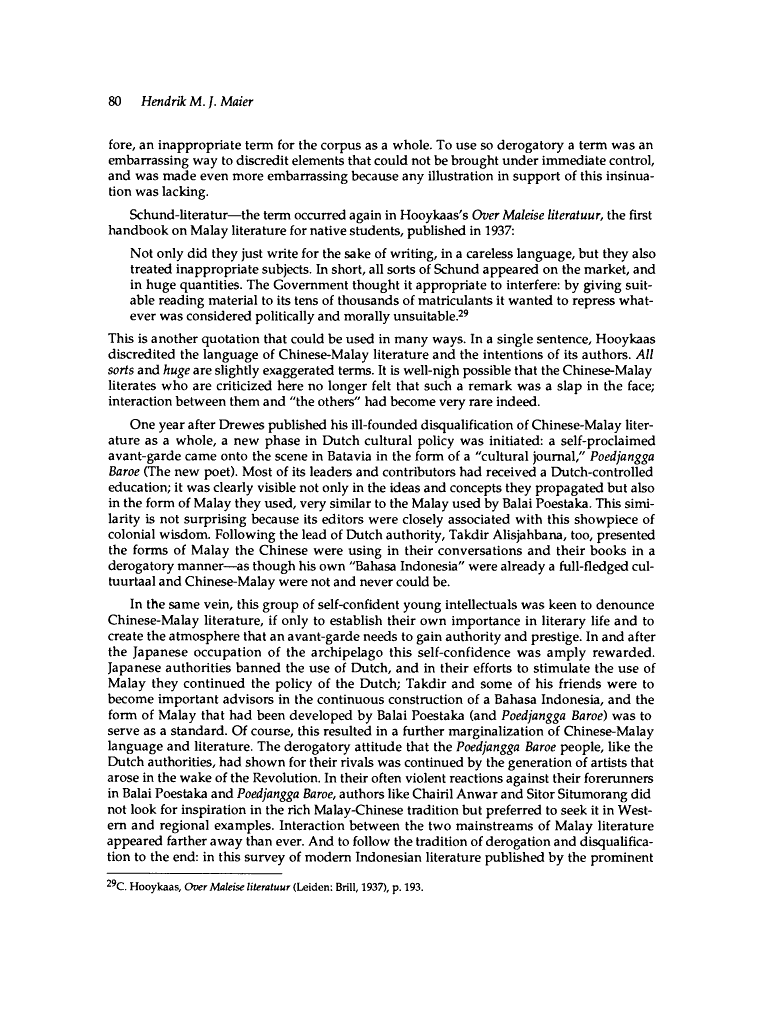 80 Hendrik M. J. Maier
fore, an inappropriate term for the corpus as a whole. To use so derogatory a term was an
embarrassing way to discredit elements that could not be brought under immediate control,
and was made even more embarrassing because any illustration in support of this insinua-
tion was lacking.
Schund-literatur—the term occurred again in Hooykaas's Over Maleise literatuur, the first
handbook on Malay literature for native students, published in 1937:
Not only did they just write for the sake of writing, in a careless language, but they also
treated inappropriate subjects. In short, all sorts of Schund appeared on the market, and
in huge quantities. The Government thought it appropriate to interfere: by giving suit-
able reading material to its tens of thousands of matriculants it wanted to repress what-
ever was considered politically and morally unsuitable.29
This is another quotation that could be used in many ways. In a single sentence, Hooykaas
discredited the language of Chinese-Malay literature and the intentions of its authors. All
sorts and huge are slightly exaggerated terms. It is well-nigh possible that the Chinese-Malay
literates who are criticized here no longer felt that such a remark was a slap in the face;
interaction between them and "the others" had become very rare indeed.
One year after Drewes published his ill-founded disqualification of Chinese-Malay liter-
ature as a whole, a new phase in Dutch cultural policy was initiated: a self-proclaimed
avant-garde came onto the scene in Batavia in the form of a "cultural journal," Poedjangga
Baroe (The new poet). Most of its leaders and contributors had received a Dutch-controlled
education; it was clearly visible not only in the ideas and concepts they propagated but also
in the form of Malay they used, very similar to the Malay used by Balai Poestaka. This simi-
larity is not surprising because its editors were closely associated with this showpiece of
colonial wisdom. Following the lead of Dutch authority, Takdir Alisjahbana, too, presented
the forms of Malay the Chinese were using in their conversations and their books in a
derogatory manner—as though his own "Bahasa Indonesia" were already a full-fledged cul-
tuurtaal and Chinese-Malay were not and never could be.
In the same vein, this group of self-confident young intellectuals was keen to denounce
Chinese-Malay literature, if only to establish their own importance in literary life and to
create the atmosphere that an avant-garde needs to gain authority and prestige. In and after
the Japanese occupation of the archipelago this self-confidence was amply rewarded.
Japanese authorities banned the use of Dutch, and in their efforts to stimulate the use of
Malay they continued the policy of the Dutch; Takdir and some of his friends were to
become important advisors in the continuous construction of a Bahasa Indonesia, and the
form of Malay that had been developed by Balai Poestaka (and Poedjangga Baroe) was to
serve as a standard. Of course, this resulted in a further marginalization of Chinese-Malay
language and literature. The derogatory attitude that the Poedjangga Baroe people, like the
Dutch authorities, had shown for their rivals was continued by the generation of artists that
arose in the wake of the Revolution. In their often violent reactions against their forerunners
in Balai Poestaka and Poedjangga Baroe, authors like Chairil Anwar and Sitor Situmorang did
not look for inspiration in the rich Malay-Chinese tradition but preferred to seek it in West-
ern and regional examples. Interaction between the two mainstreams of Malay literature
appeared farther away than ever. And to follow the tradition of derogation and disqualifica-
tion to the end: in this survey of modern Indonesian literature published by the prominent
29C. Hooykaas, Over Maleise literatuur (Leiden: Brill, 1937), p. 193.